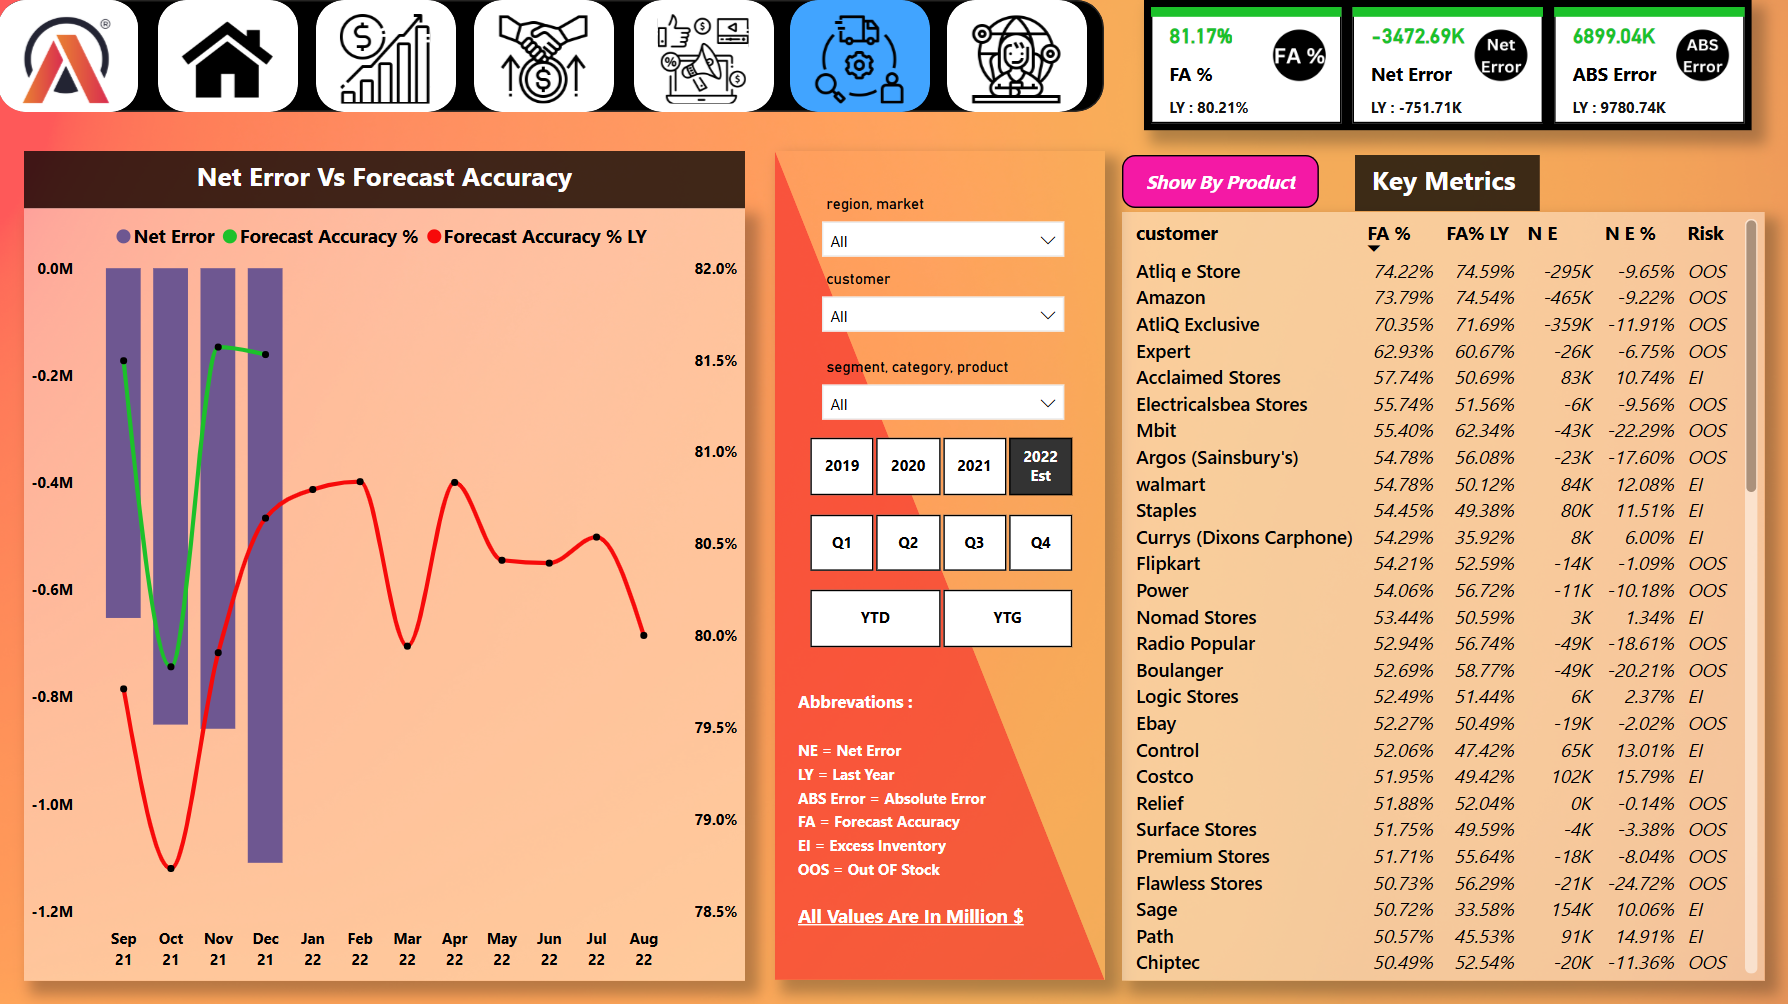 ®
81.17%
FA %
FA %
LY : 80.21%
-3472.69K
Net Error
Net Error
LY : -751.71K
6899.04K
ABS Error
ABS Error
LY : 9780.74K
Net Error Vs Forecast Accuracy
Net Error Forecast Accuracy % Forecast Accuracy % LY
0.0M
-0.2M
-0.4M
-0.6M
-0.8M
-1.0M
-1.2M
82.0%
81.5%
81.0%
80.5%
80.0%
79.5%
79.0%
78.5%
Sep Oct Nov Dec Jan Feb Mar Apr May Jun Jul Aug
21 21 21 21 22 22 22 22 22 22 22 22
region, market
All
customer
All
segment, category, product
All
2019 2020 2021 2022 Est
Q1 Q2 Q3 Q4
YTD YTG
Abbrevations :
NE = Net Error
LY = Last Year
ABS Error = Absolute Error
FA = Forecast Accuracy
EI = Excess Inventory
OOS = Out OF Stock
All Values Are In Million $
Show By Product
Key Metrics
customer FA % FA% LY N E N E % Risk
Atliq e Store 74.22% 74.59% -295K -9.65% OOS
Amazon 73.79% 74.54% -465K -9.22% OOS
AtliQ Exclusive 70.35% 71.69% -359K -11.91% OOS
Expert 62.93% 60.67% -26K -6.75% OOS
Acclaimed Stores 57.74% 50.69% 83K 10.74% EI
Electricalsbea Stores 55.74% 51.56% -6K -9.56% OOS
Mbit 55.40% 62.34% -43K -22.29% OOS
Argos (Sainsbury's) 54.78% 56.08% -23K -17.60% OOS
walmart 54.78% 50.12% 84K 12.08% EI
Staples 54.45% 49.38% 80K 11.51% EI
Currys (Dixons Carphone) 54.29% 35.92% 8K 6.00% EI
Flipkart 54.21% 52.59% -14K -1.09% OOS
Power 54.06% 56.72% -11K -10.18% OOS
Nomad Stores 53.44% 50.59% 3K 1.34% EI
Radio Popular 52.94% 56.74% -49K -18.61% OOS
Boulanger 52.69% 58.77% -49K -20.21% OOS
Logic Stores 52.49% 51.44% 6K 2.37% EI
Ebay 52.27% 50.49% -19K -2.02% OOS
Control 52.06% 47.42% 65K 13.01% EI
Costco 51.95% 49.42% 102K 15.79% EI
Relief 51.88% 52.04% 0K -0.14% OOS
Surface Stores 51.75% 49.59% -4K -3.38% OOS
Premium Stores 51.71% 55.64% -18K -8.04% OOS
Flawless Stores 50.73% 56.29% -21K -24.72% OOS
Sage 50.72% 33.58% 154K 10.06% EI
Path 50.57% 45.53% 91K 14.91% EI
Chiptec 50.49% 52.54% -20K -11.36% OOS